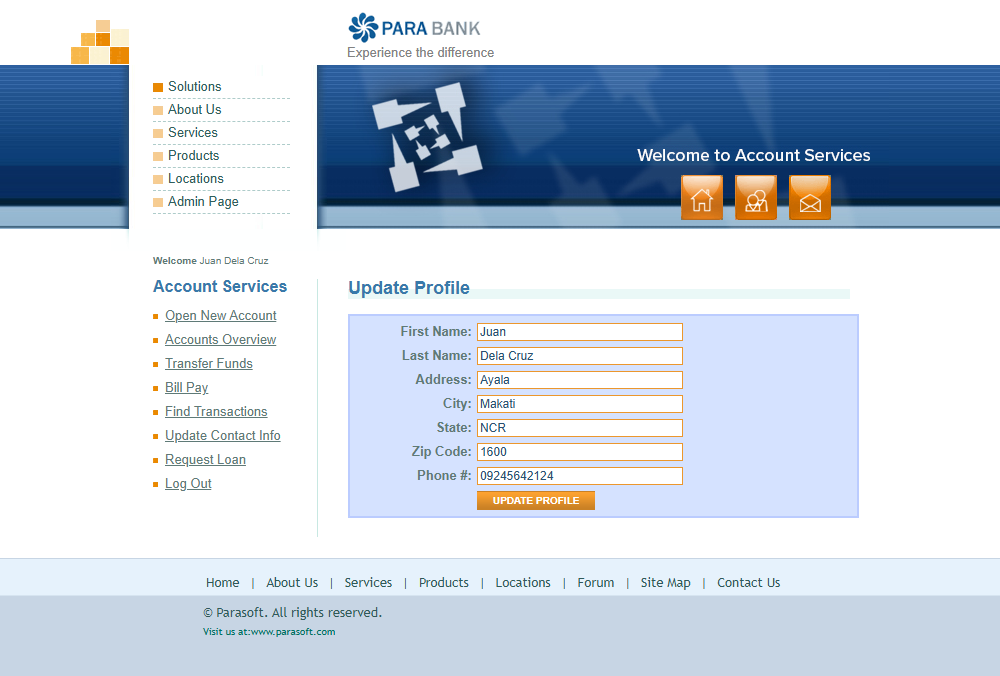 PARA BANK
Experience the difference
Solutions
About Us
Services
Products
Locations
Admin Page
Welcome to Account Services
Welcome Juan Dela Cruz
Account Services
Open New Account
Accounts Overview
Transfer Funds
Bill Pay
Find Transactions
Update Contact Info
Request Loan
Log Out
Update Profile
First Name: Juan
Last Name: Dela Cruz
Address: Ayala
City: Makati
State: NCR
Zip Code: 1600
Phone #: 09245642124
UPDATE PROFILE
Home | About Us | Services | Products | Locations | Forum | Site Map | Contact Us
© Parasoft. All rights reserved.
Visit us at:www.parasoft.com